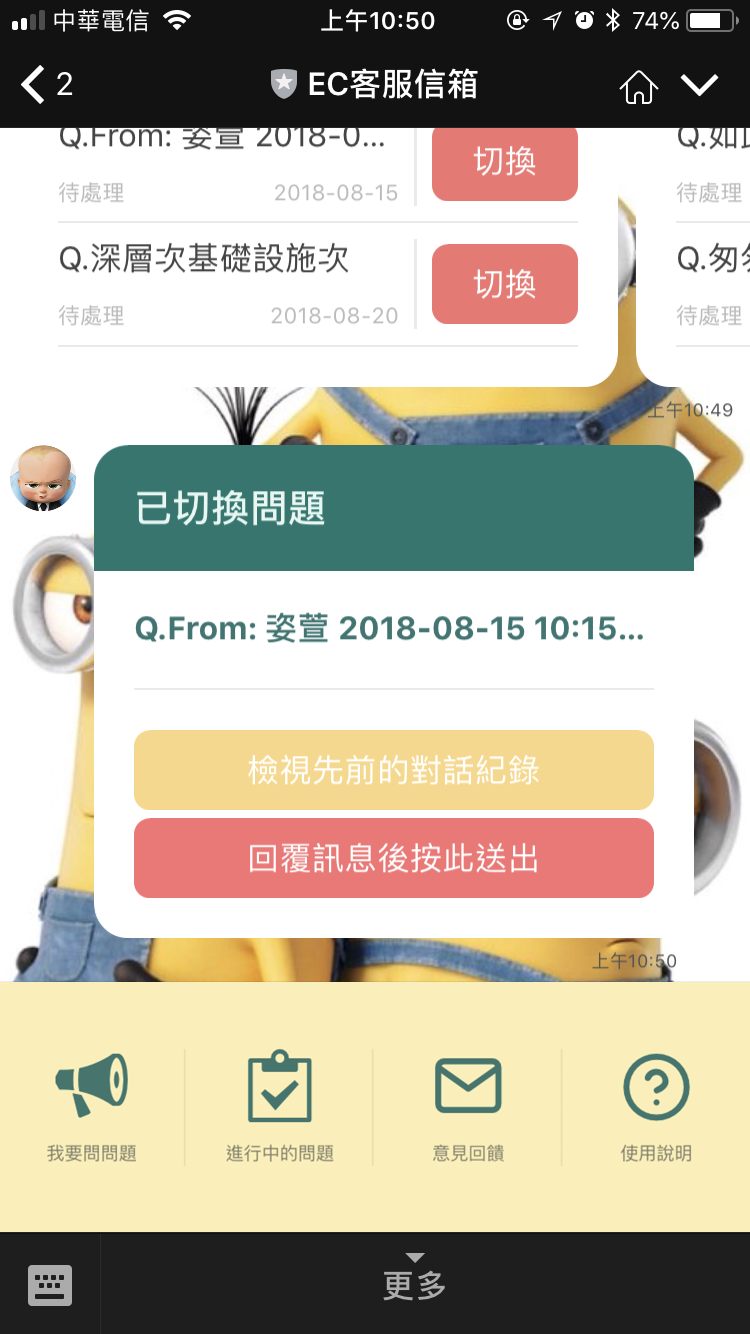 中華電信 上午10:50 74%
2 EC客服信箱
Q.From: 姿萱 2018-0... 切換 Q.如
待處理 2018-08-15 待處理
Q.深層次基礎設施次 切換 Q.匆匆
待處理 2018-08-20 待處理
上午10:49
已切換問題
Q.From: 姿萱 2018-08-15 10:15...
檢視先前的對話紀錄
回覆訊息後按此送出
上午10:50
我要問問題 進行中的問題 意見回饋 使用說明
更多